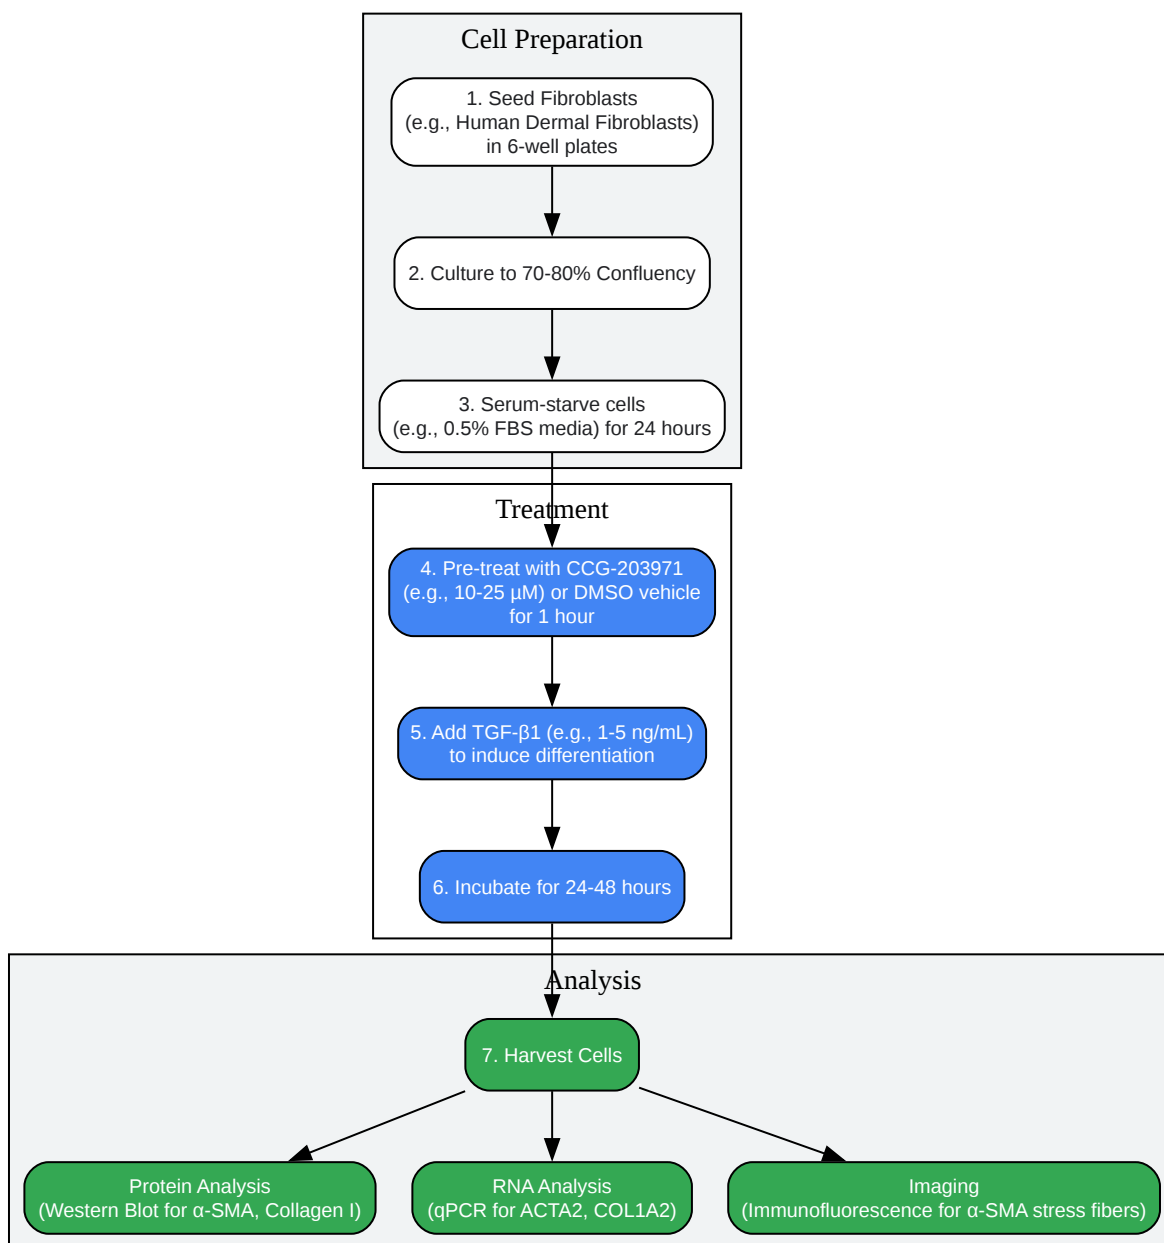 Cell Preparation
1. Seed Fibroblasts
(e.g., Human Dermal Fibroblasts)
in 6-well plates
2. Culture to 70-80% Confluency
3. Serum-starve cells
(e.g., 0.5% FBS media) for 24 hours
Treatment
4. Pre-treat with CCG-203971
(e.g., 10-25 µM) or DMSO vehicle
for 1 hour
5. Add TGF-β1 (e.g., 1-5 ng/mL)
to induce differentiation
6. Incubate for 24-48 hours
Analysis
7. Harvest Cells
Protein Analysis
(Western Blot for α-SMA, Collagen I)
RNA Analysis
(qPCR for ACTA2, COL1A2)
Imaging
(Immunofluorescence for α-SMA stress fibers)